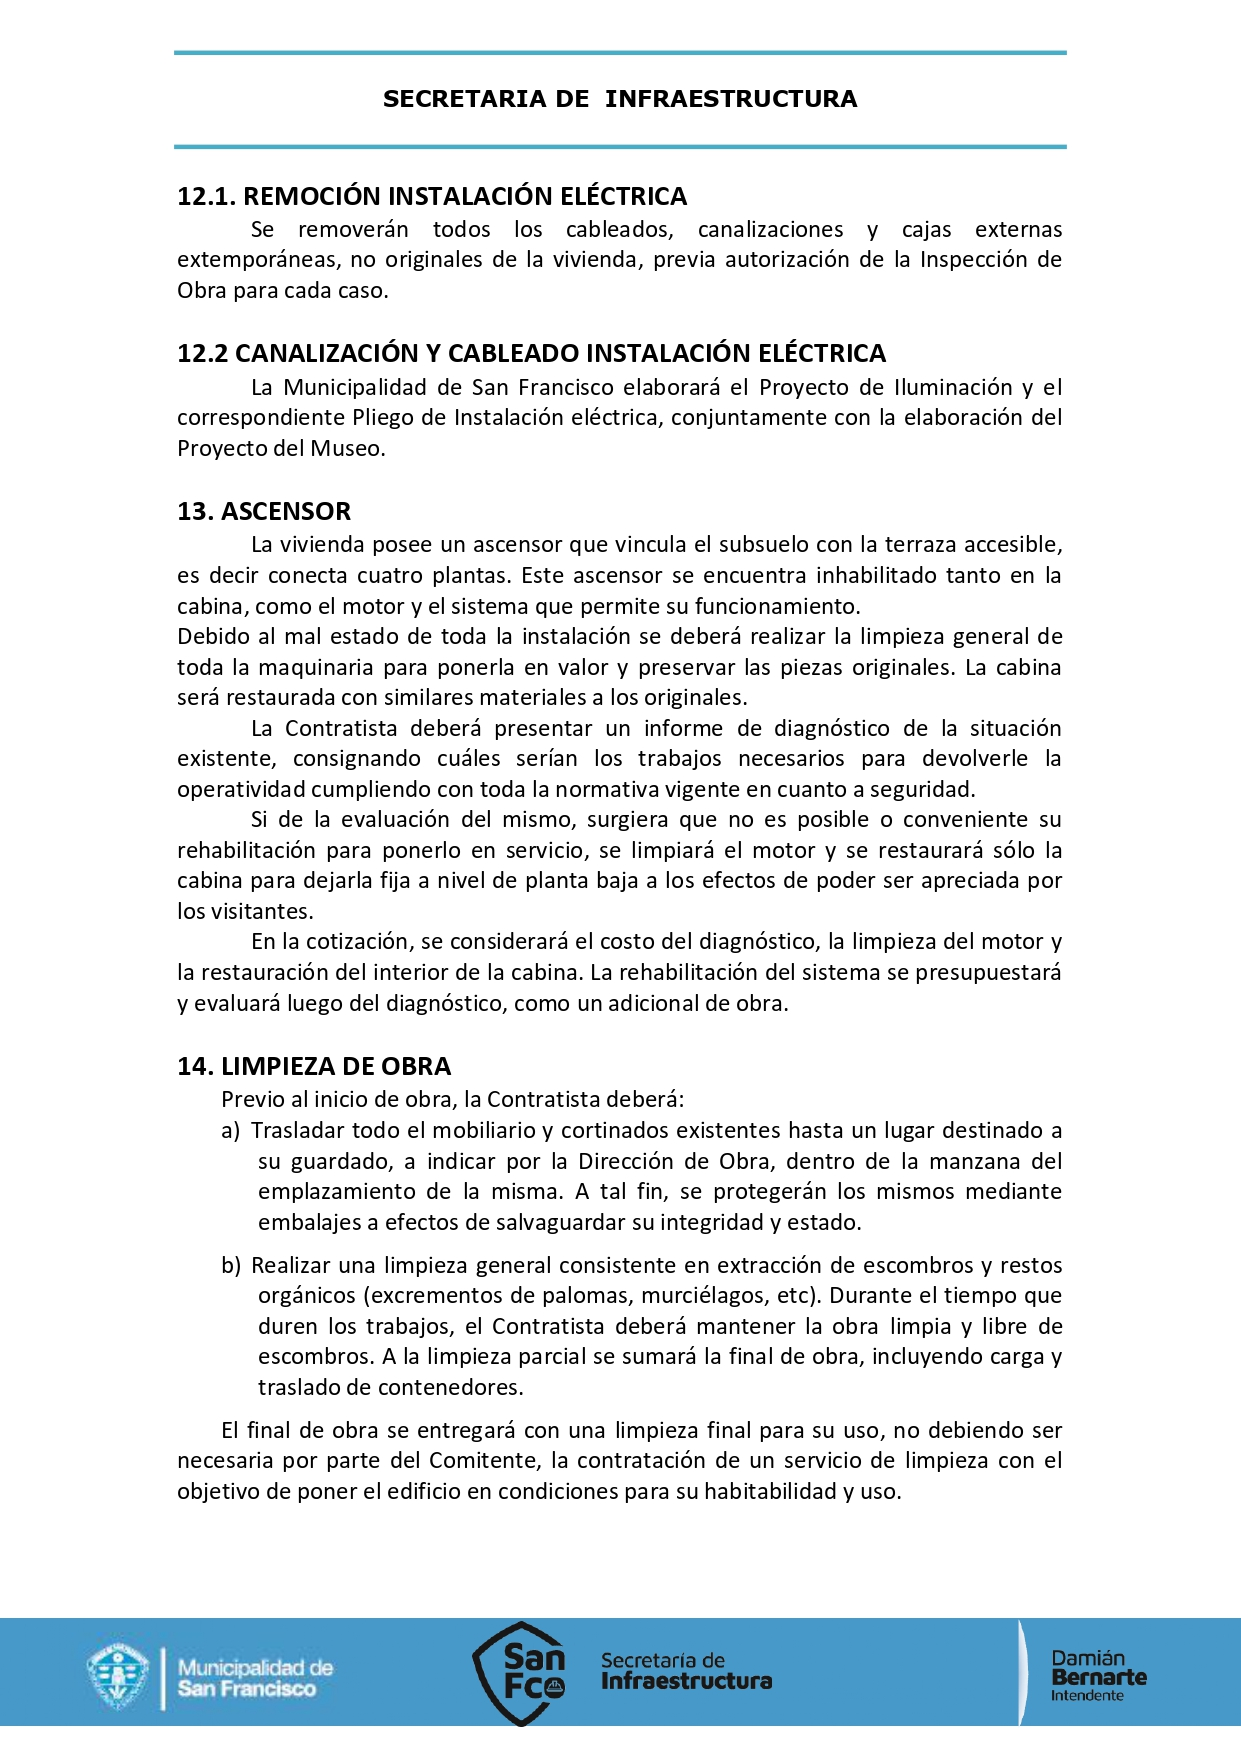 SECRETARIA DE INFRAESTRUCTURA
12.1. REMOCIÓN INSTALACIÓN ELÉCTRICA
Se removerán todos los cableados, canalizaciones y cajas externas
extemporáneas, no originales de la vivienda, previa autorización de la Inspección de
Obra para cada caso.
12.2 CANALIZACIÓN Y CABLEADO INSTALACIÓN ELÉCTRICA
La Municipalidad de San Francisco elaborará el Proyecto de Iluminación y el
correspondiente Pliego de Instalación eléctrica, conjuntamente con la elaboración del
Proyecto del Museo.
13. ASCENSOR
La vivienda posee un ascensor que vincula el subsuelo con la terraza accesible,
es decir conecta cuatro plantas. Este ascensor se encuentra inhabilitado tanto en la
cabina, como el motor y el sistema que permite su funcionamiento.
Debido al mal estado de toda la instalación se deberá realizar la limpieza general de
toda la maquinaria para ponerla en valor y preservar las piezas originales. La cabina
será restaurada con similares materiales a los originales.
La Contratista deberá presentar un informe de diagnóstico de la situación
existente, consignando cuáles serían los trabajos necesarios para devolverle la
operatividad cumpliendo con toda la normativa vigente en cuanto a seguridad.
Si de la evaluación del mismo, surgiera que no es posible o conveniente su
rehabilitación para ponerlo en servicio, se limpiará el motor y se restaurará sólo la
cabina para dejarla fija a nivel de planta baja a los efectos de poder ser apreciada por
los visitantes.
En la cotización, se considerará el costo del diagnóstico, la limpieza del motor y
la restauración del interior de la cabina. La rehabilitación del sistema se presupuestará
y evaluará luego del diagnóstico, como un adicional de obra.
14. LIMPIEZA DE OBRA
Previo al inicio de obra, la Contratista deberá:
a) Trasladar todo el mobiliario y cortinados existentes hasta un lugar destinado a
su guardado, a indicar por la Dirección de Obra, dentro de la manzana del
emplazamiento de la misma. A tal fin, se protegerán los mismos mediante
embalajes a efectos de salvaguardar su integridad y estado.
b) Realizar una limpieza general consistente en extracción de escombros y restos
orgánicos (excrementos de palomas, murciélagos, etc). Durante el tiempo que
duren los trabajos, el Contratista deberá mantener la obra limpia y libre de
escombros. A la limpieza parcial se sumará la final de obra, incluyendo carga y
traslado de contenedores.
El final de obra se entregará con una limpieza final para su uso, no debiendo ser
necesaria por parte del Comitente, la contratación de un servicio de limpieza con el
objetivo de poner el edificio en condiciones para su habitabilidad y uso.
Municipalidad de
San Francisco
San
Fco
Secretaría de
Infraestructura
Damián
Bernarte
Intendente